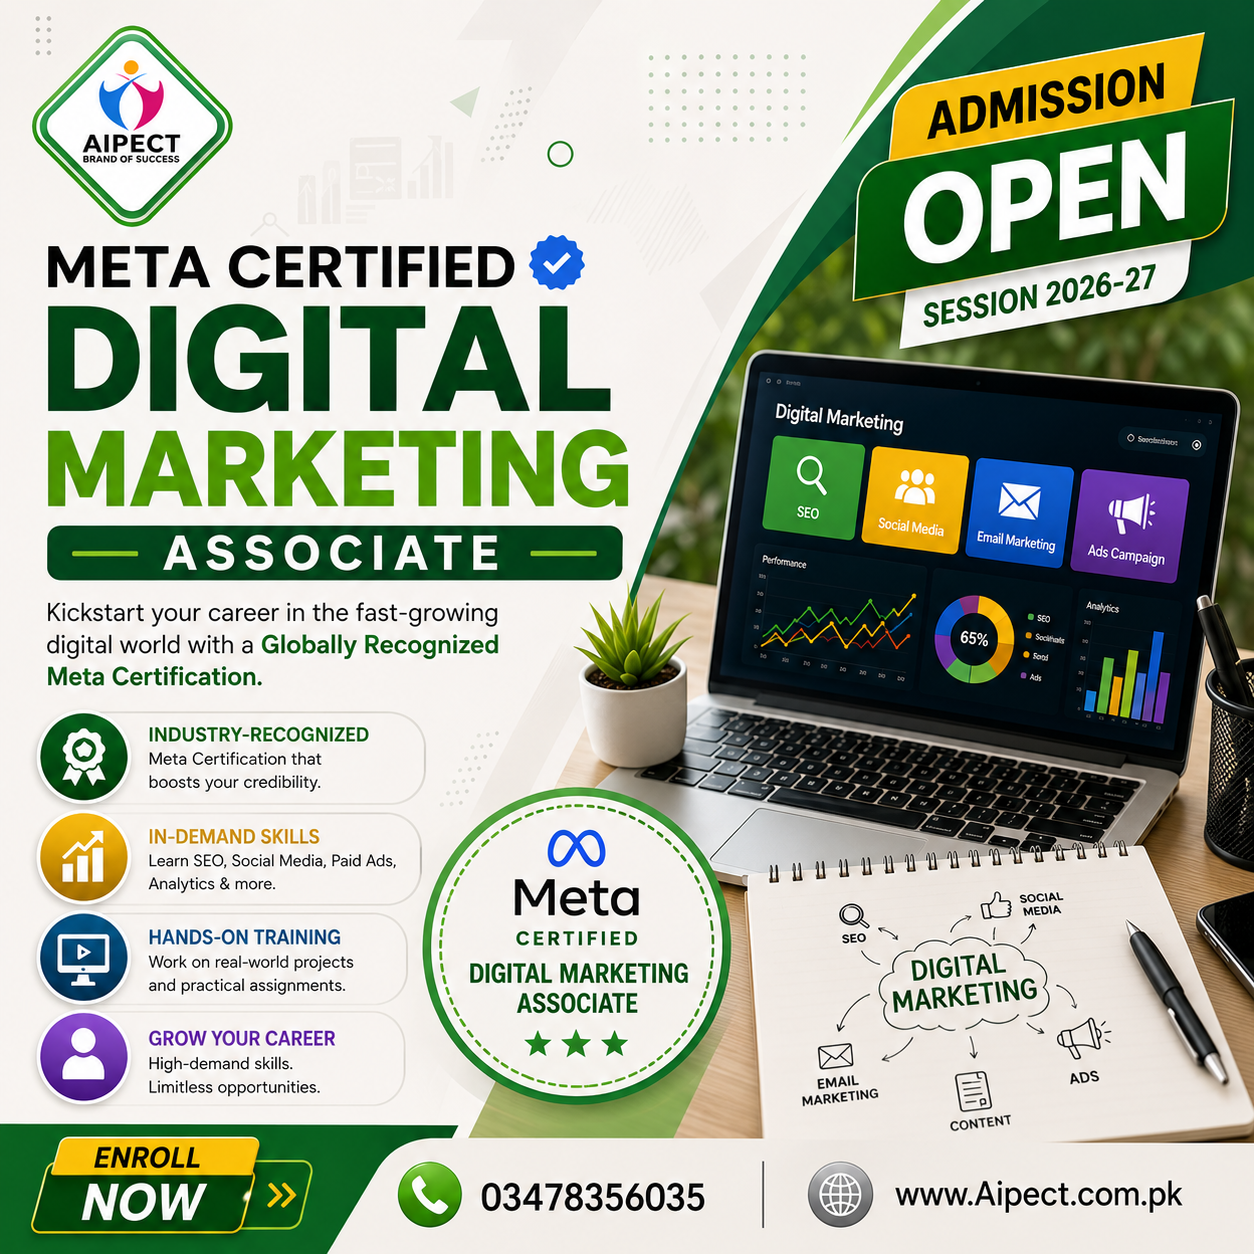 AIPECT
BRAND OF SUCCESS
ADMISSION
OPEN
SESSION 2026-27
META CERTIFIED
DIGITAL
MARKETING
ASSOCIATE
Kickstart your career in the fast-growing
digital world with a Globally Recognized
Meta Certification.
INDUSTRY-RECOGNIZED
Meta Certification that
boosts your credibility.
IN-DEMAND SKILLS
Learn SEO, Social Media, Paid Ads,
Analytics & more.
HANDS-ON TRAINING
Work on real-world projects
and practical assignments.
GROW YOUR CAREER
High-demand skills.
Limitless opportunities.
Meta
CERTIFIED
DIGITAL MARKETING
ASSOCIATE
Digital Marketing
SEO
Social Media
Email Marketing
Ads Campaign
Performance
65%
SEO
Ads
Analytics
SEO
SOCIAL
MEDIA
DIGITAL
MARKETING
EMAIL
MARKETING
CONTENT
ADS
ENROLL
NOW
03478356035
www.Aipect.com.pk